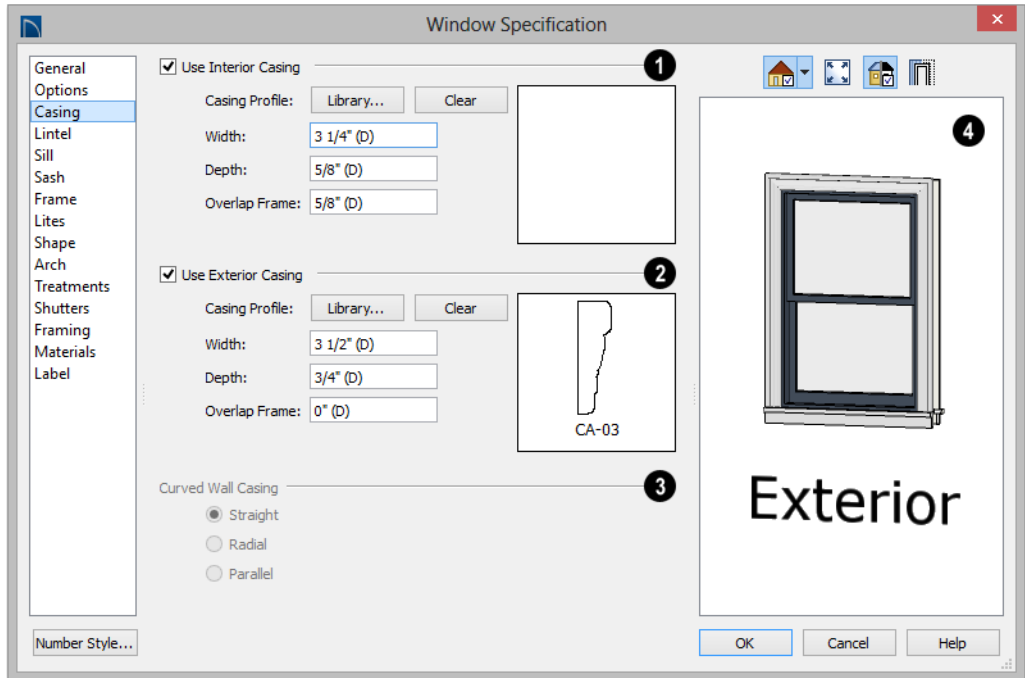 Window Specification
General
Options
Casing
Lintel
Sill
Sash
Frame
Lites
Shape
Arch
Treatments
Shutters
Framing
Materials
Label
Number Style...
Use Interior Casing
1
Casing Profile: Library... Clear
Width: 3 1/4" (D)
Depth: 5/8" (D)
Overlap Frame: 5/8" (D)
Use Exterior Casing
2
Casing Profile: Library... Clear
Width: 3 1/2" (D)
Depth: 3/4" (D)
Overlap Frame: 0" (D)
CA-03
Curved Wall Casing
3
Straight
Radial
Parallel
4
Exterior
OK Cancel Help